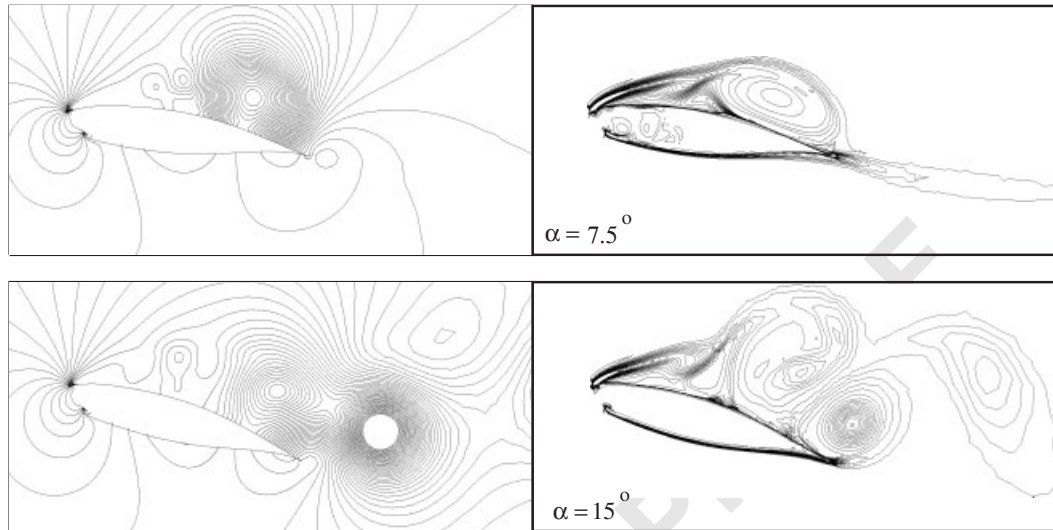 α = 7.5°
α = 15°